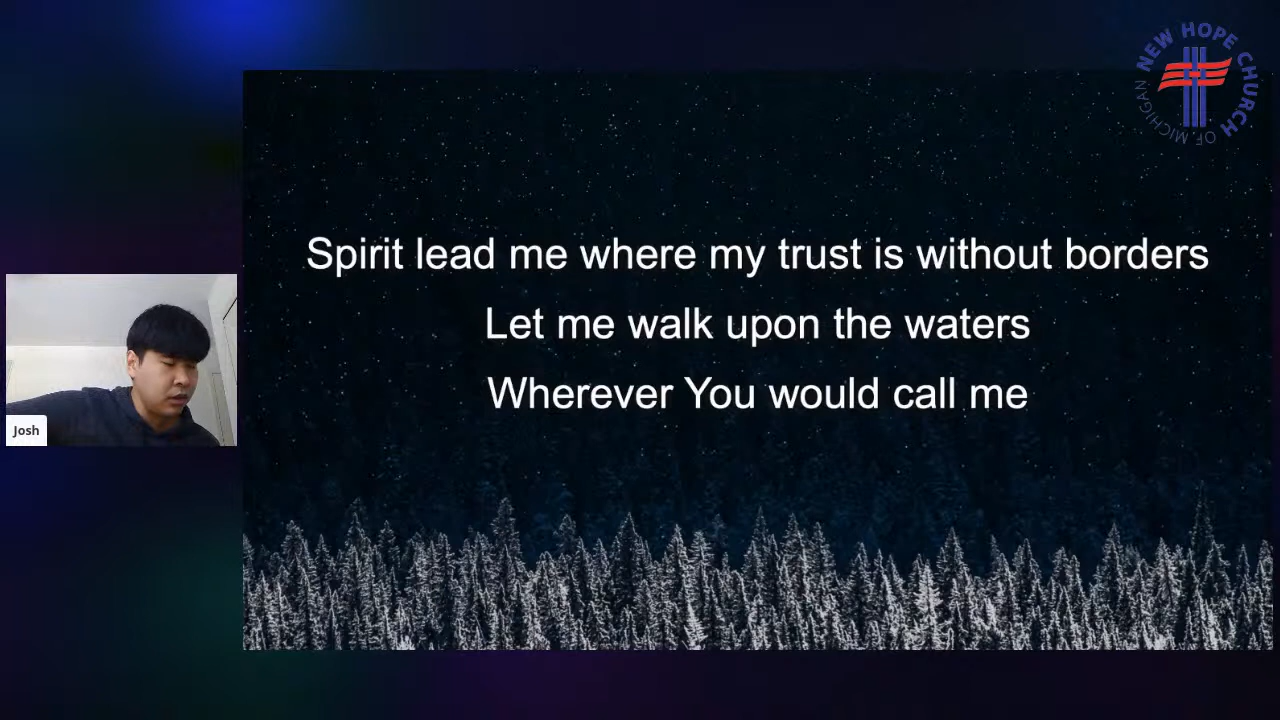 NEW HOPE CHURCH OF MICHIGAN
Spirit lead me where my trust is without borders
Let me walk upon the waters
Wherever You would call me
Josh